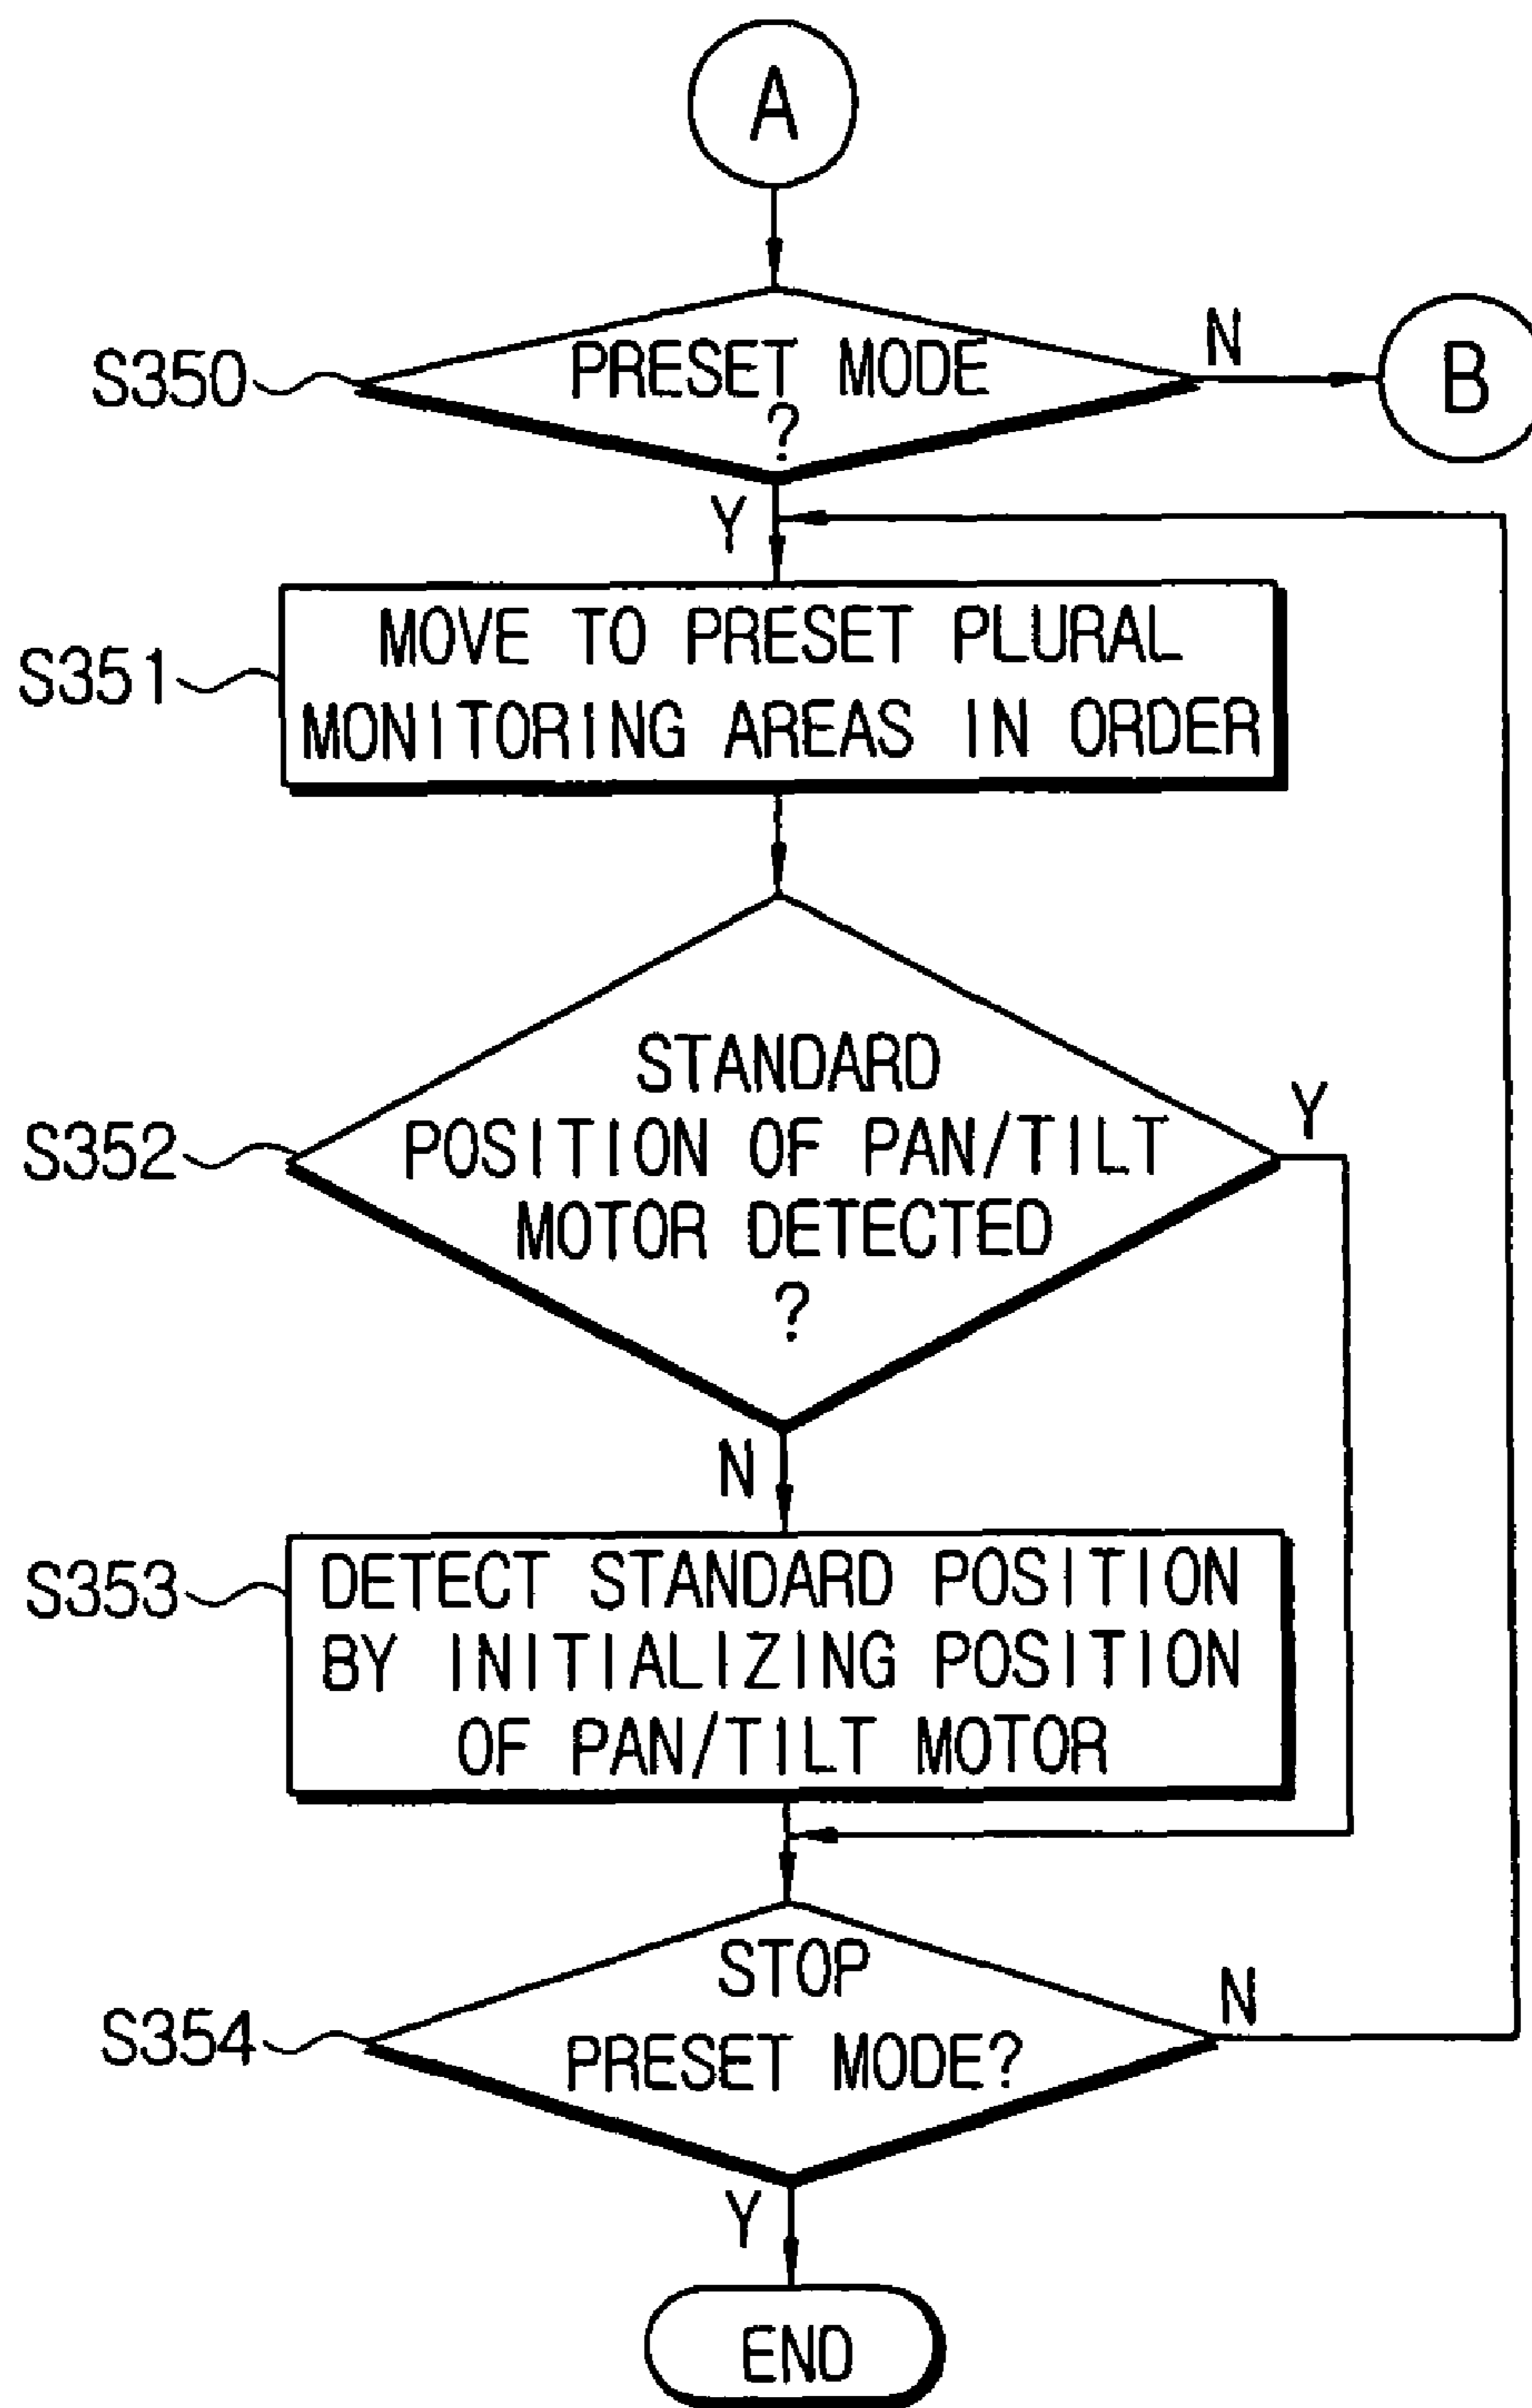 A
S350
PRESET MODE
?
N
B
Y
S351
MOVE TO PRESET PLURAL
MONITORING AREAS IN ORDER
S352
STANDARD
POSITION OF PAN/TILT
MOTOR DETECTED
?
Y
N
S353
DETECT STANDARD POSITION
BY INITIALIZING POSITION
OF PAN/TILT MOTOR
S354
STOP
PRESET MODE?
N
Y
END